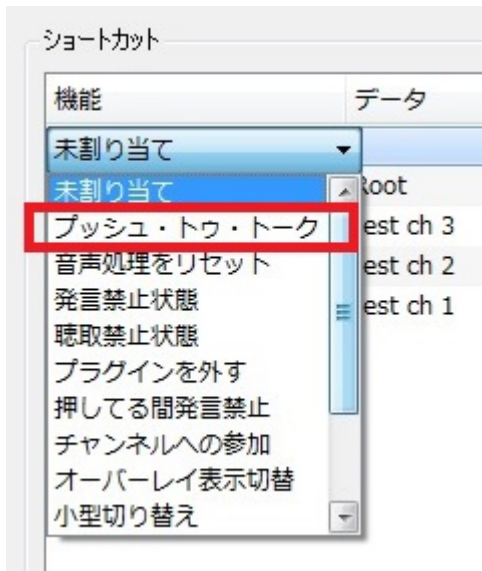 ショートカット
機能 データ
未割り当て
未割り当て Root
プッシュ・トゥ・トーク est ch 3
音声処理をリセット est ch 2
発言禁止状態 est ch 1
聴取禁止状態
プラグインを外す
押してる間発言禁止
チャンネルへの参加
オーバーレイ表示切替
小型切り替え